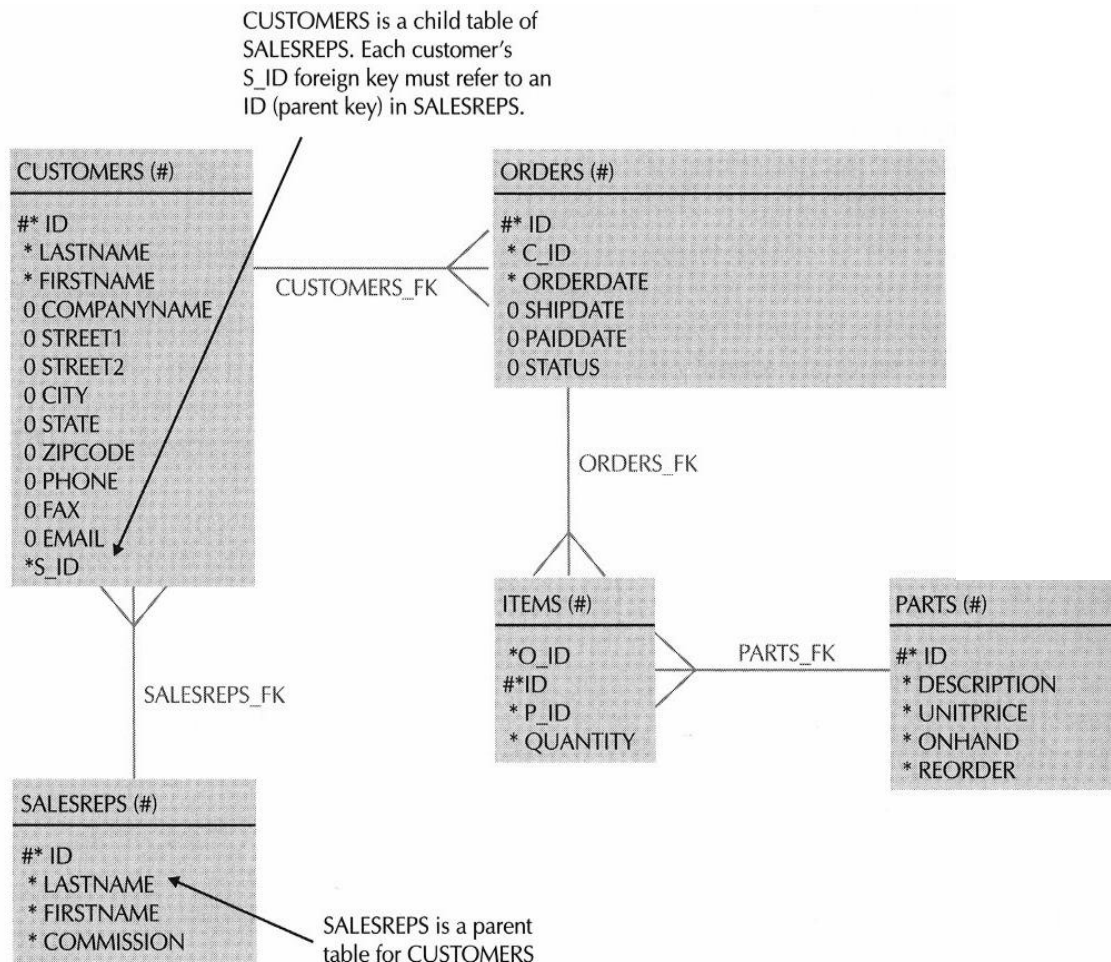 CUSTOMERS is a child table of
SALESREPS. Each customer's
S_ID foreign key must refer to an
ID (parent key) in SALESREPS.
CUSTOMERS (#)
#* ID
* LASTNAME
* FIRSTNAME
0 COMPANYNAME
0 STREET1
0 STREET2
0 CITY
0 STATE
0 ZIPCODE
0 PHONE
0 FAX
0 EMAIL
*S_ID
CUSTOMERS_FK
ORDERS (#)
#* ID
* C_ID
* ORDERDATE
0 SHIPDATE
0 PAIDDATE
0 STATUS
ORDERS_FK
ITEMS (#)
*O_ID
#*ID
* P_ID
* QUANTITY
PARTS_FK
PARTS (#)
#* ID
* DESCRIPTION
* UNITPRICE
* ONHAND
* REORDER
SALESREPS_FK
SALESREPS (#)
#* ID
* LASTNAME
* FIRSTNAME
* COMMISSION
SALESREPS is a parent
table for CUSTOMERS